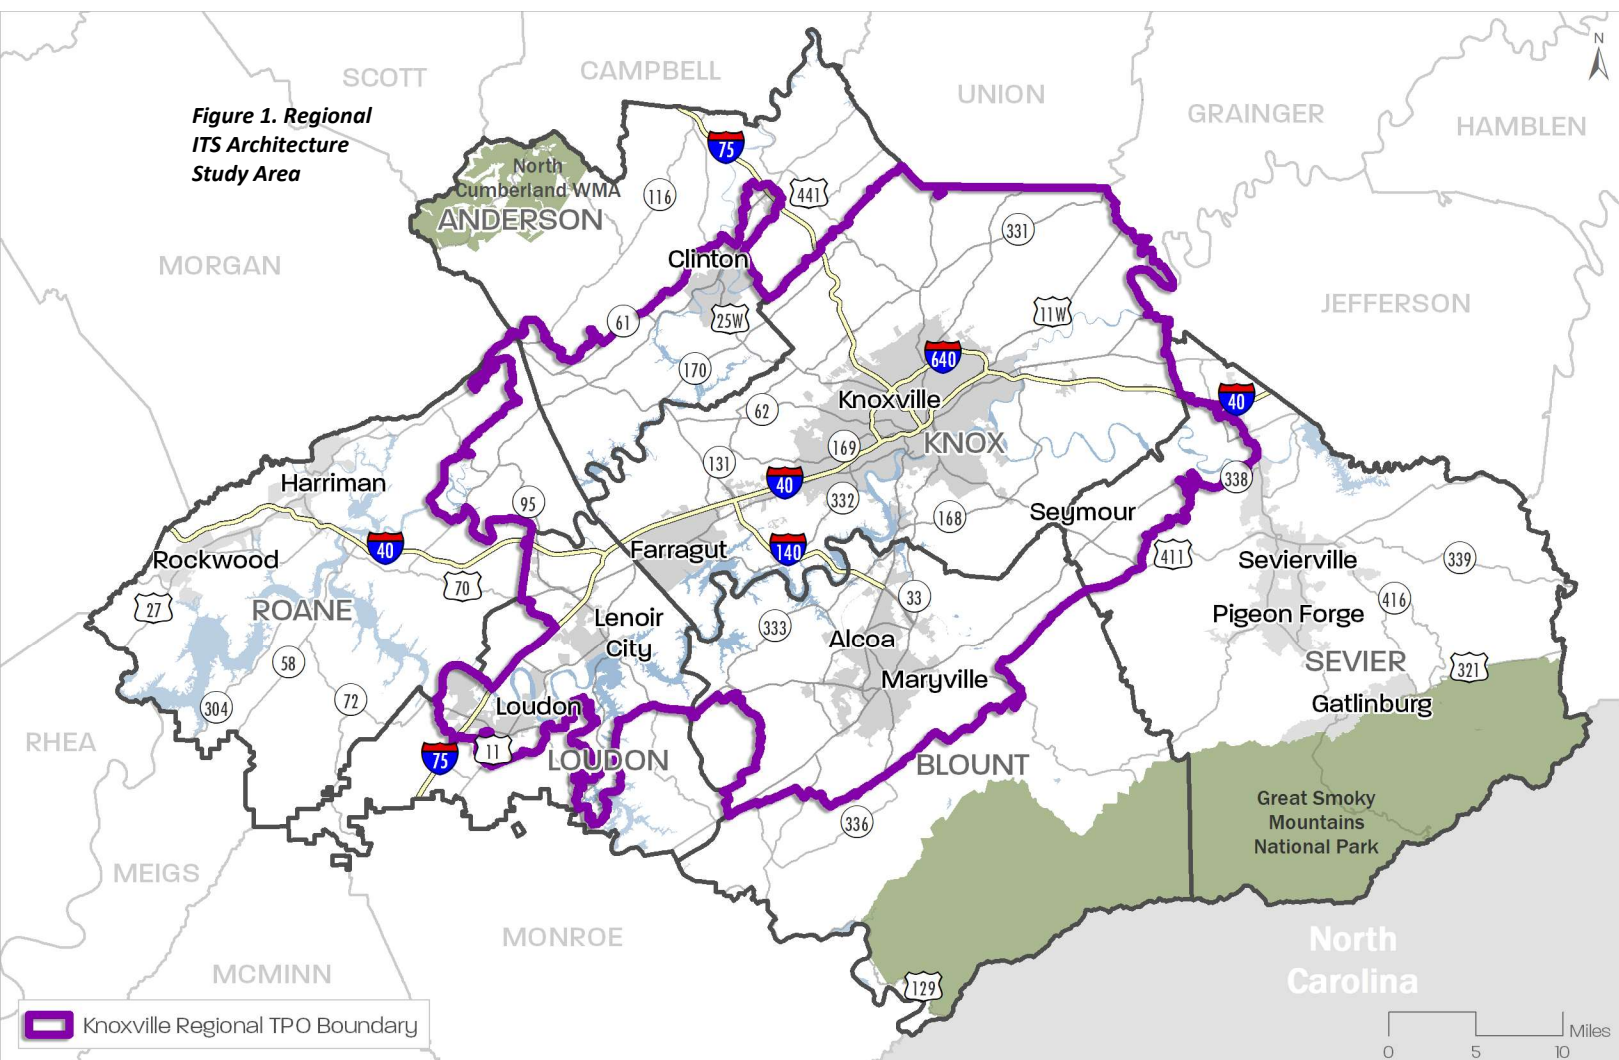 N
SCOTT
CAMPBELL
UNION
GRAINGER
HAMBLEN
Figure 1. Regional
ITS Architecture
Study Area
75
North
Cumberland WMA
ANDERSON
116
441
331
MORGAN
Clinton
JEFFERSON
61
25W
11W
640
170
Knoxville
40
62
KNOX
169
131
Harriman
40
338
95
332
168
Seymour
40
Farragut
140
411
Rockwood
Sevierville
339
70
27
ROANE
33
416
Lenoir
City
333
Pigeon Forge
Alcoa
58
SEVIER
321
Maryville
72
304
Loudon
Gatlinburg
RHEA
75
11
LOUDON
BLOUNT
Great Smoky
Mountains
National Park
336
MEIGS
MONROE
North
Carolina
MCMINN
129
Knoxville Regional TPO Boundary
Miles
0 5 10